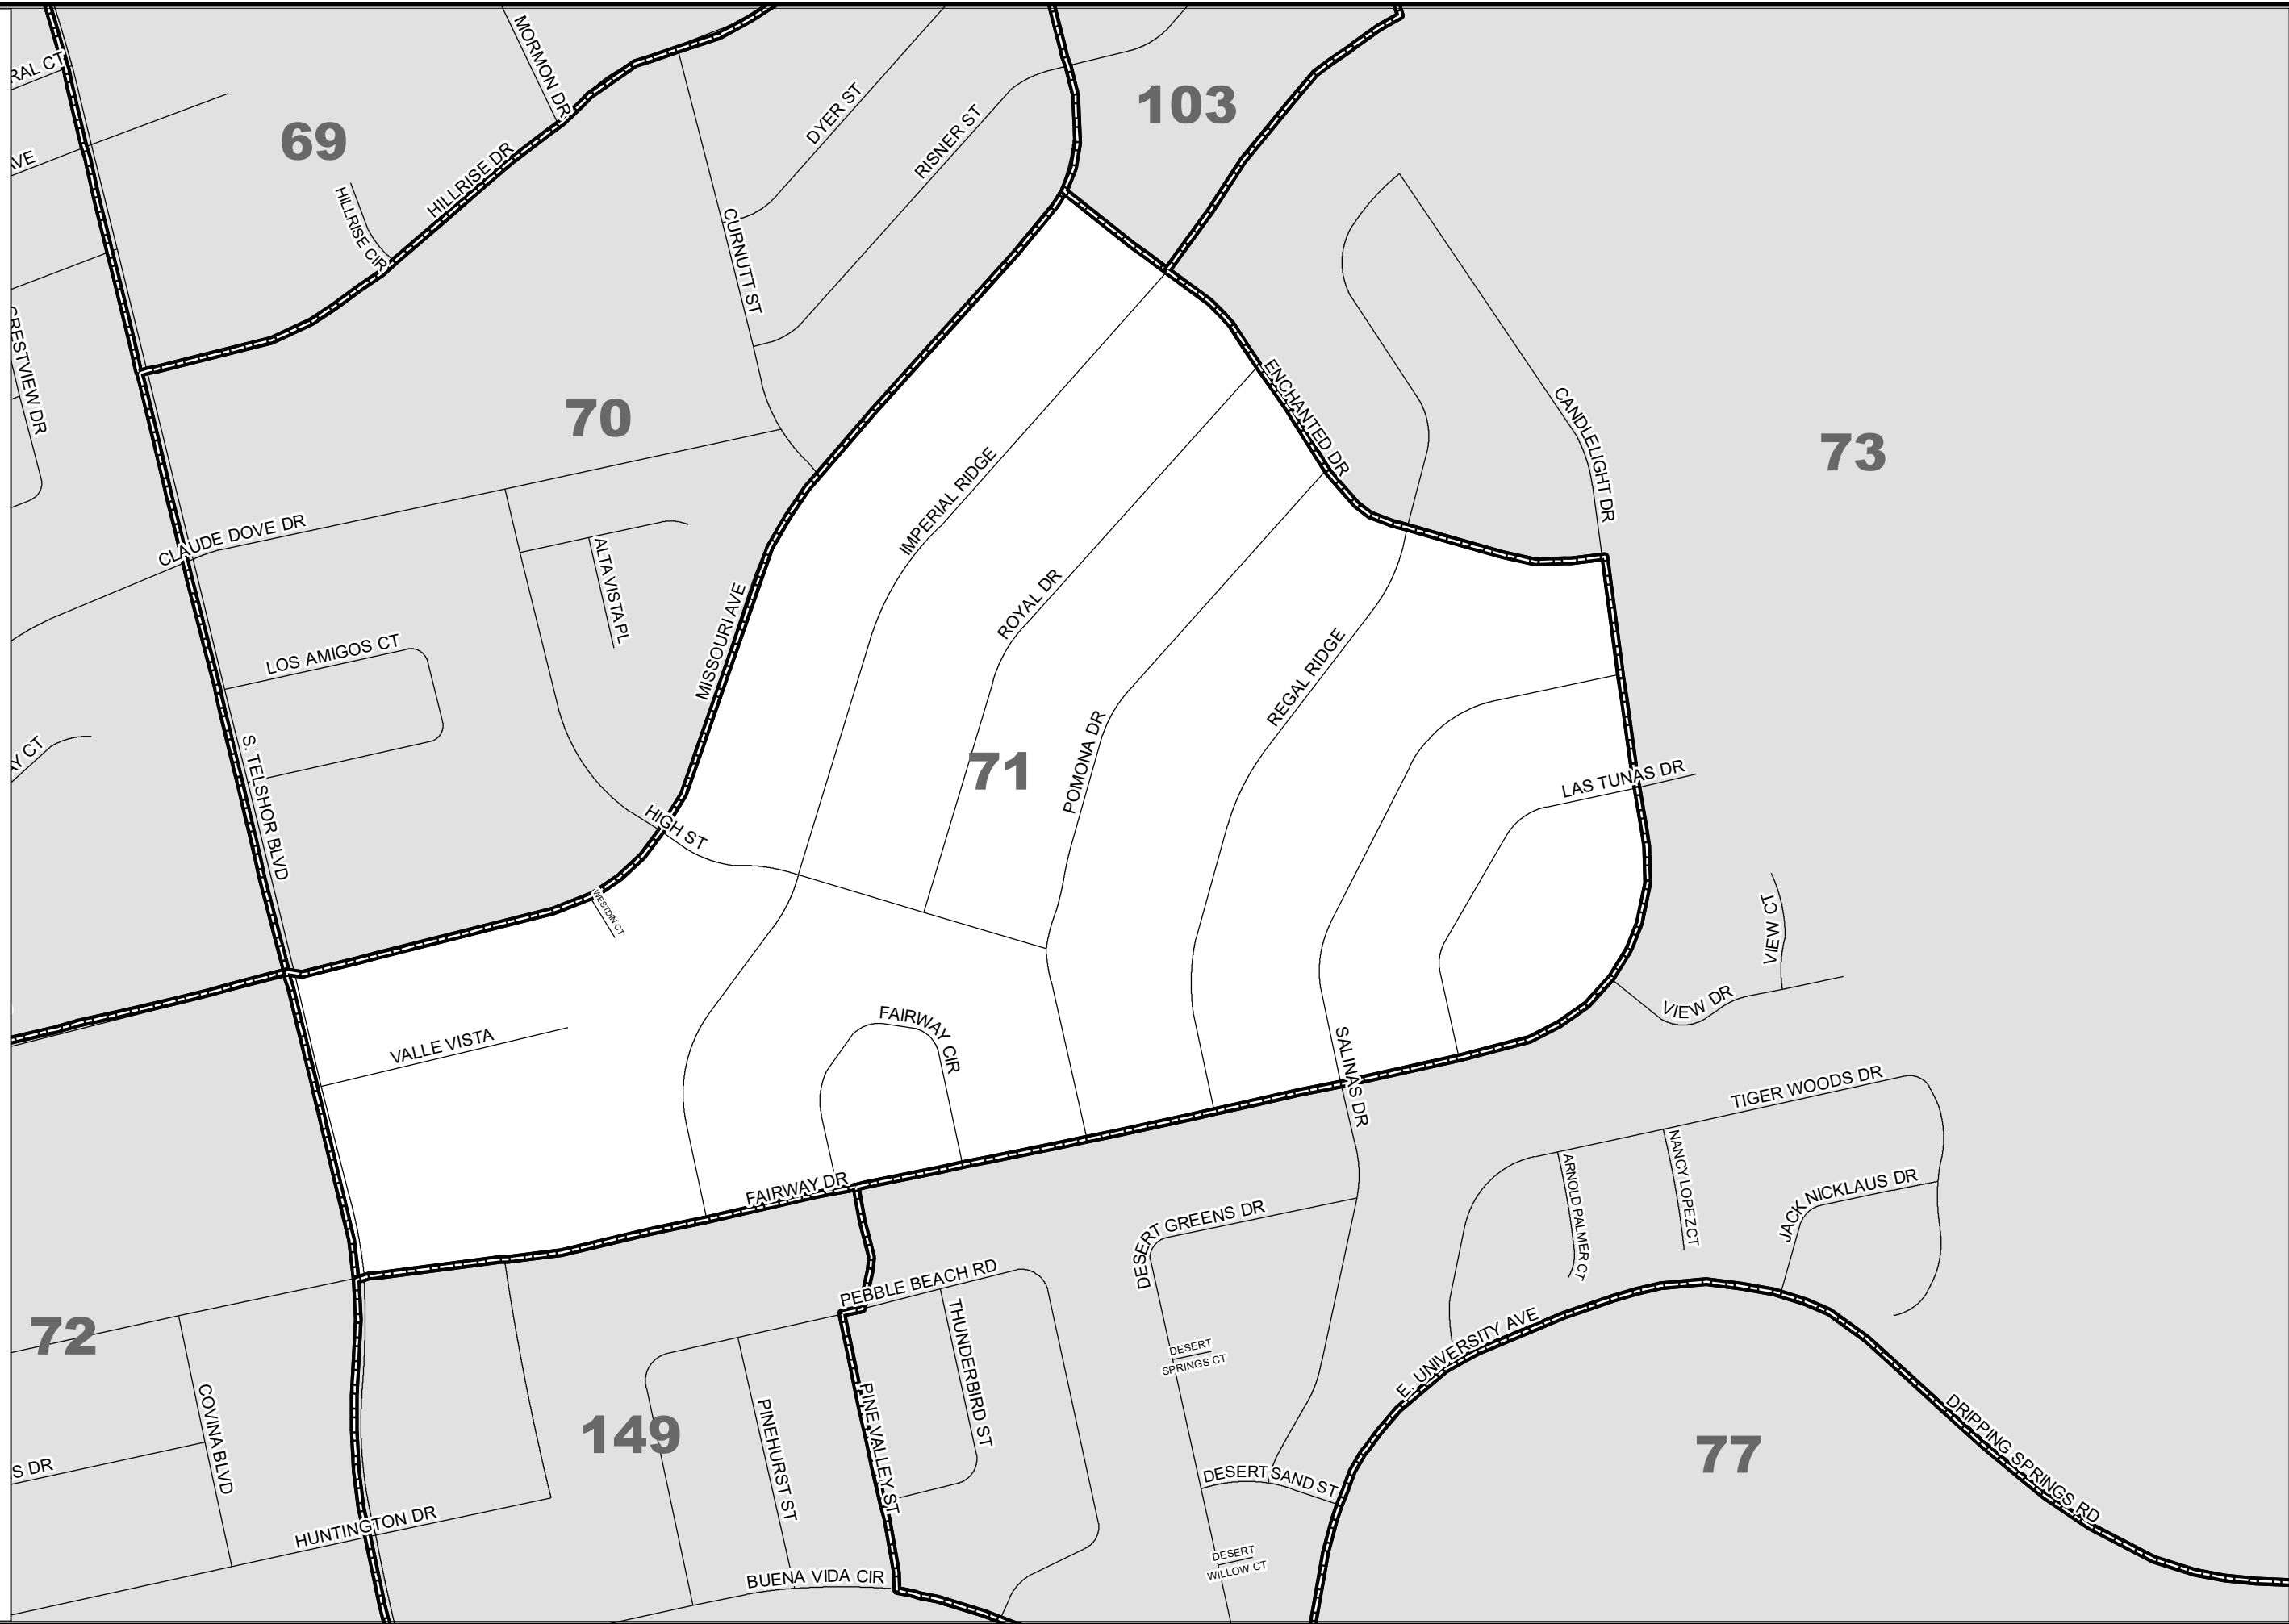 MORMON DR
RAL CT
103
DYER ST
RISNER ST
69
AVE
HILLRISE DR
HILLRISE CIR
CURNUTT ST
CRESTVIEW DR
70
ENCHANTED DR
CANDLELIGHT DR
73
IMPERIAL RIDGE
CLAUDE DOVE DR
ALTA VISTA PL
ROYAL DR
MISSOURI AVE
LOS AMIGOS CT
REGAL RIDGE
POMONA DR
AY CT
S. TELSHOR BLVD
71
LAS TUNAS DR
HIGH ST
WESTDIN CT
VIEW CT
VIEW DR
FAIRWAY CIR
VALLE VISTA
SALINAS DR
TIGER WOODS DR
NANCY LOPEZ CT
ARNOLD PALMER CT
JACK NICKLAUS DR
FAIRWAY DR
DESERT GREENS DR
PEBBLE BEACH RD
72
THUNDERBIRD ST
DESERT
SPRINGS CT
E. UNIVERSITY AVE
COVINA BLVD
PINEHURST ST
PINE VALLEY ST
149
77
DRIPPING SPRINGS RD
S DR
DESERT SAND ST
HUNTINGTON DR
DESERT
WILLOW CT
BUENA VIDA CIR